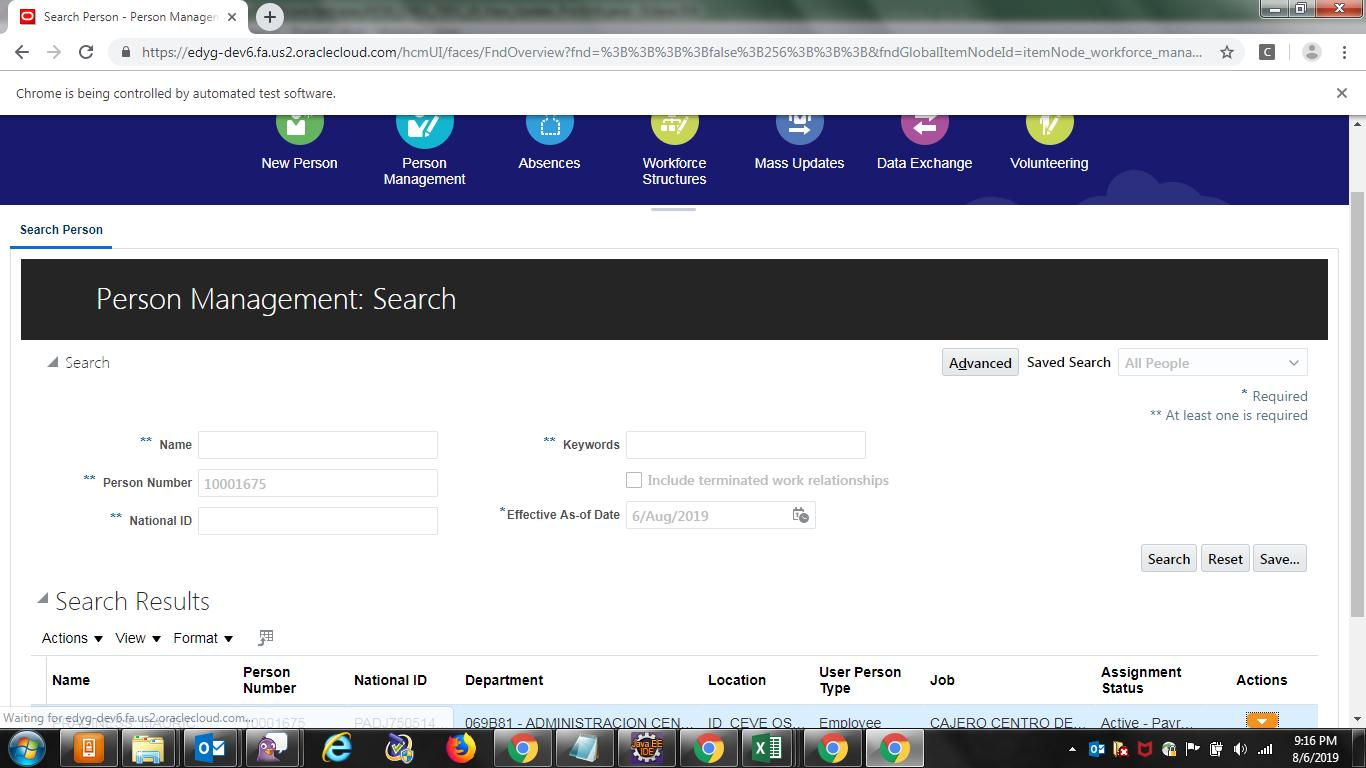 Search Person - Person Managen
https://edyg-dev6.fa.us2.oraclecloud.com/hcmUI/faces/FndOverview?fnd=%3B%3B%3B%3Bfalse%3B256%3B%3B%3B&fndGlobalItemNodeId=itemNode_workforce_mana...
C
Chrome is being controlled by automated test software.
New Person
Person Management
Absences
Workforce Structures
Mass Updates
Data Exchange
Volunteering
Search Person
Person Management: Search
Search
Advanced
Saved Search
All People
* Required
** At least one is required
** Name
** Keywords
** Person Number 10001675
Include terminated work relationships
** National ID
*Effective As-of Date 6/Aug/2019
Search Reset Save...
Search Results
Actions View Format
Name
Person Number
National ID
Department
Location
User Person Type
Job
Assignment Status
Actions
10001675 PADJ750514 069B81 - ADMINISTRACION CEN... ID_CEVE OS... Employee CAJERO CENTRO DE... Active - Payr...
Waiting for edyg-dev6.fa.us2.oraclecloud.com...
Java EE
IDE
9:16 PM
8/6/2019